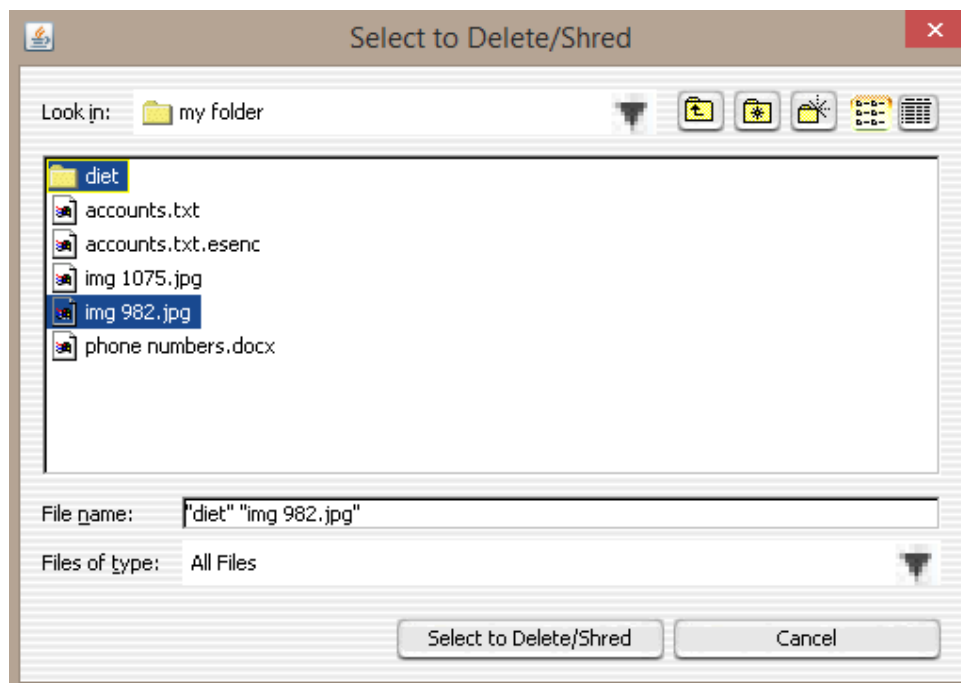 Select to Delete/Shred
Look in: my folder
diet
accounts.txt
accounts.txt.esenc
img 1075.jpg
img 982.jpg
phone numbers.docx
File name: "diet" "img 982.jpg"
Files of type: All Files
Select to Delete/Shred Cancel